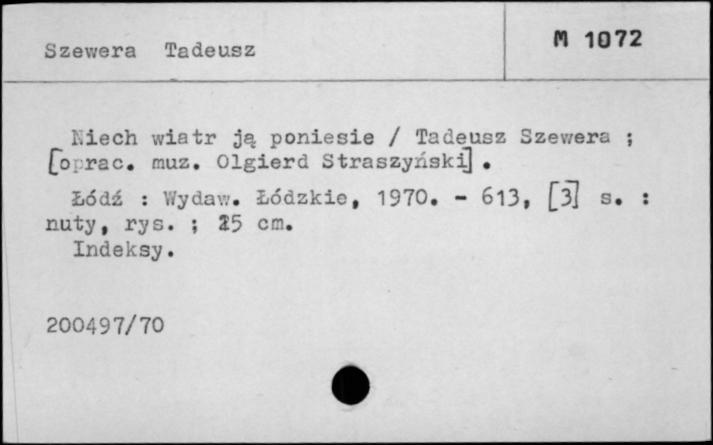 Szewera Tadeusz
M 1072
Niech wiatr ją poniesie / Tadeusz Szewera ;
[oprac. muz. Olgierd Straszyński] .
Łódź : Wydaw. Łódzkie, 1970. - 613, [3] s. :
nuty, rys. ; 25 cm.
Indeksy.
200497/70